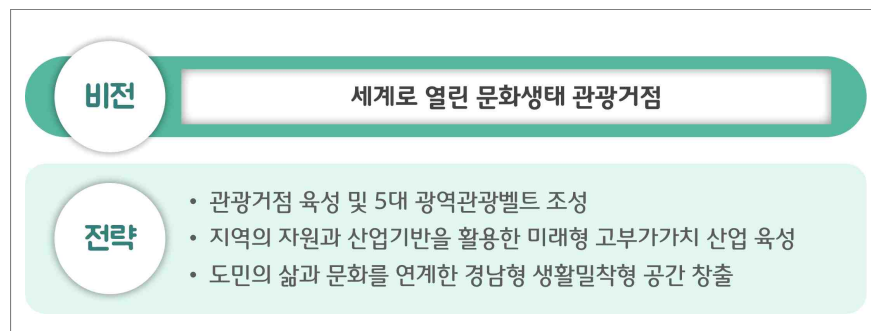 비전
세계로 열린 문화생태 관광거점
전략
• 관광거점 육성 및 5대 광역관광벨트 조성
• 지역의 자원과 산업기반을 활용한 미래형 고부가가치 산업 육성
• 도민의 삶과 문화를 연계한 경남형 생활밀착형 공간 창출